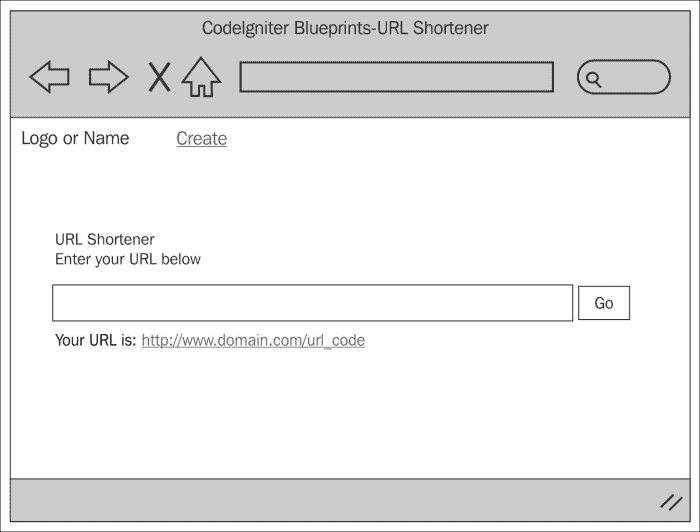 CodeIgniter Blueprints-URL Shortener
Logo or Name Create
URL Shortener
Enter your URL below
Go
Your URL is: http://www.domain.com/url_code